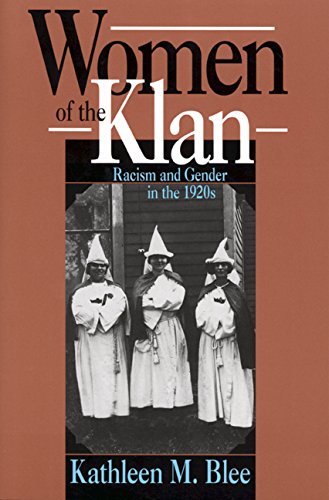 Women
of the Klan
Racism and Gender
in the 1920s
Kathleen M. Blee